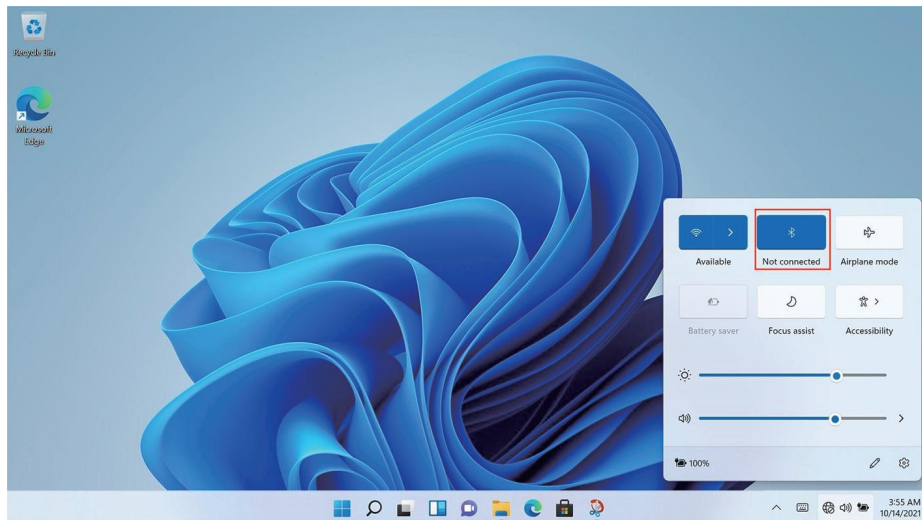 Recycle Bin
Microsoft
Edge
Available
Not connected
Airplane mode
Battery saver
Focus assist
Accessibility
100%
3:55 AM
10/14/2021